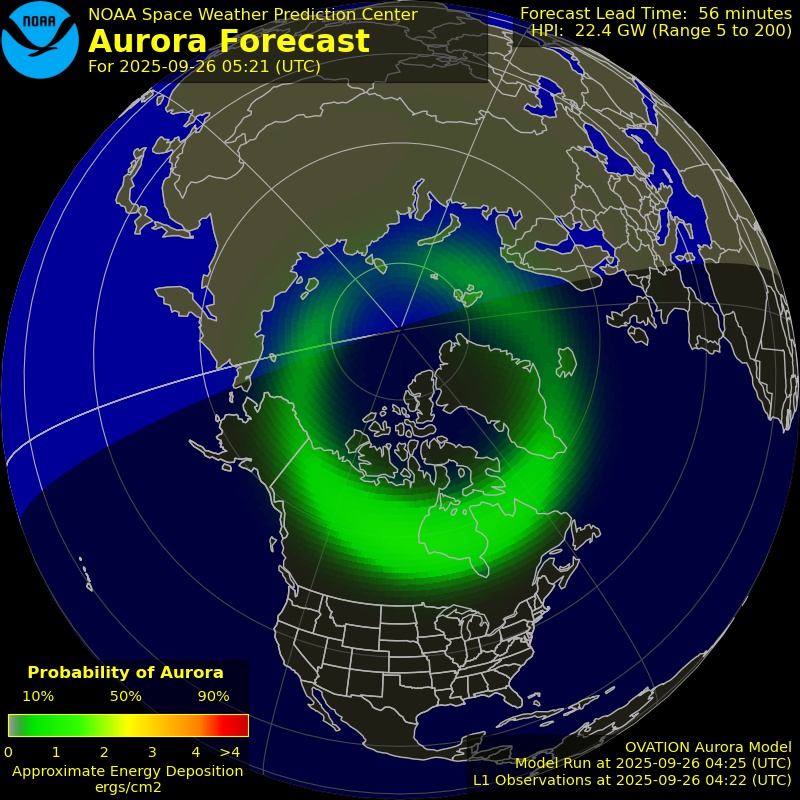 NOAA
NOAA Space Weather Prediction Center
Aurora Forecast
For 2025-09-26 05:21 (UTC)
Forecast Lead Time: 56 minutes
HPI: 22.4 GW (Range 5 to 200)
Probability of Aurora
10% 50% 90%
0 1 2 3 4 >4
Approximate Energy Deposition
ergs/cm2
OVATION Aurora Model
Model Run at 2025-09-26 04:25 (UTC)
L1 Observations at 2025-09-26 04:22 (UTC)